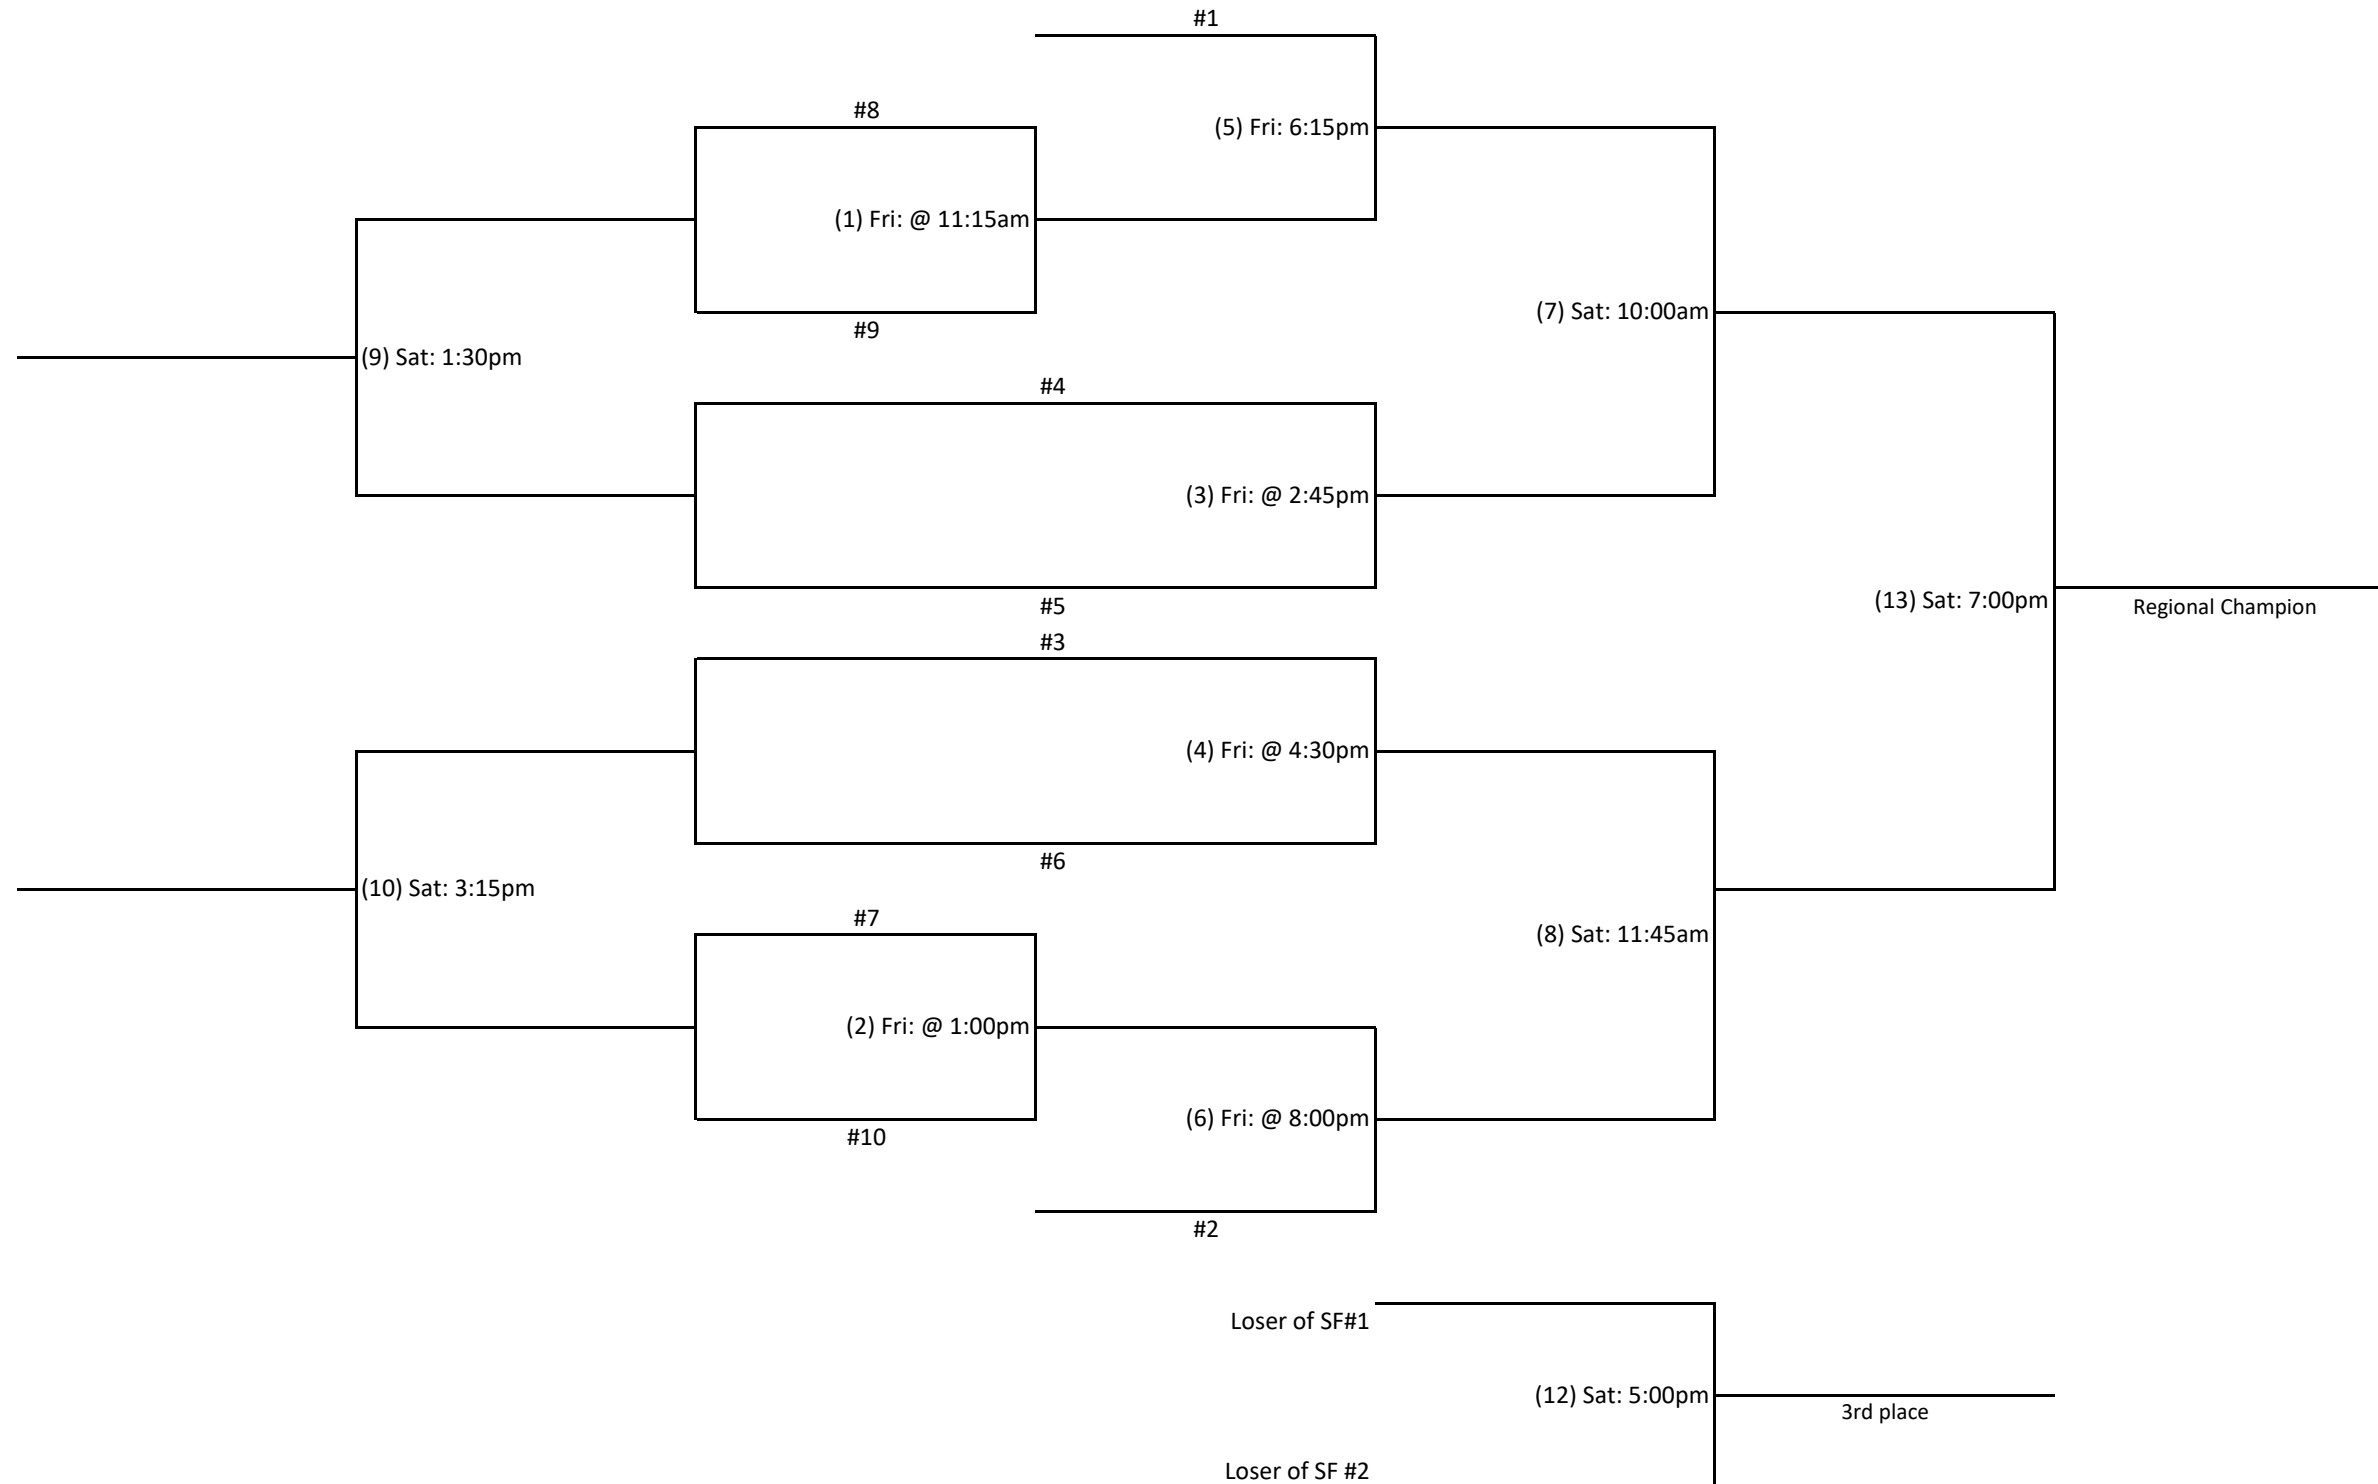 #1
#8
(5) Fri: 6:15pm
(1) Fri: @ 11:15am
(7) Sat: 10:00am
#9
(9) Sat: 1:30pm
#4
(3) Fri: @ 2:45pm
#5
(13) Sat: 7:00pm
Regional Champion
#3
(4) Fri: @ 4:30pm
#6
(10) Sat: 3:15pm
#7
(8) Sat: 11:45am
(2) Fri: @ 1:00pm
(6) Fri: @ 8:00pm
#10
#2
Loser of SF#1
(12) Sat: 5:00pm
3rd place
Loser of SF #2